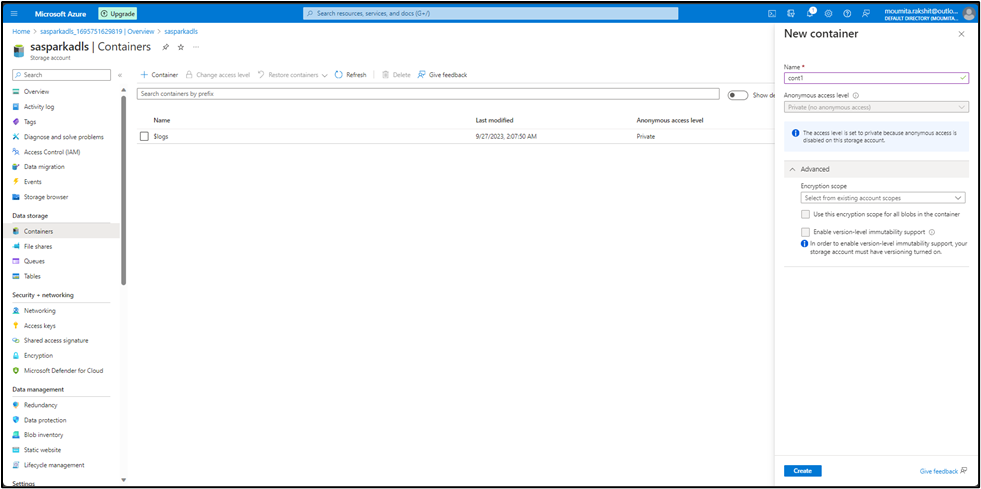 Microsoft Azure
Upgrade
Search resources, services, and docs (G+/)
1
moumita.rakshit@outlo...
DEFAULT DIRECTORY (MOUMITA....
Home > sasparkadls_1695751629819 | Overview > sasparkadls
sasparkadls | Containers
Storage account
Search
Overview
Activity log
Tags
Diagnose and solve problems
Access Control (IAM)
Data migration
Events
Storage browser
Data storage
Containers
File shares
Queues
Tables
Security + networking
Networking
Access keys
Shared access signature
Encryption
Microsoft Defender for Cloud
Data management
Redundancy
Data protection
Blob inventory
Static website
Lifecycle management
Settings
Container Change access level Restore containers Refresh Delete Give feedback
Search containers by prefix
Show de
Name Last modified Anonymous access level
$logs 9/27/2023, 2:07:50 AM Private
New container
Name *
cont1
Anonymous access level
Private (no anonymous access)
The access level is set to private because anonymous access is
disabled on this storage account.
Advanced
Encryption scope
Select from existing account scopes
Use this encryption scope for all blobs in the container
Enable version-level immutability support
In order to enable version-level immutability support, your
storage account must have versioning turned on.
Create
Give feedback